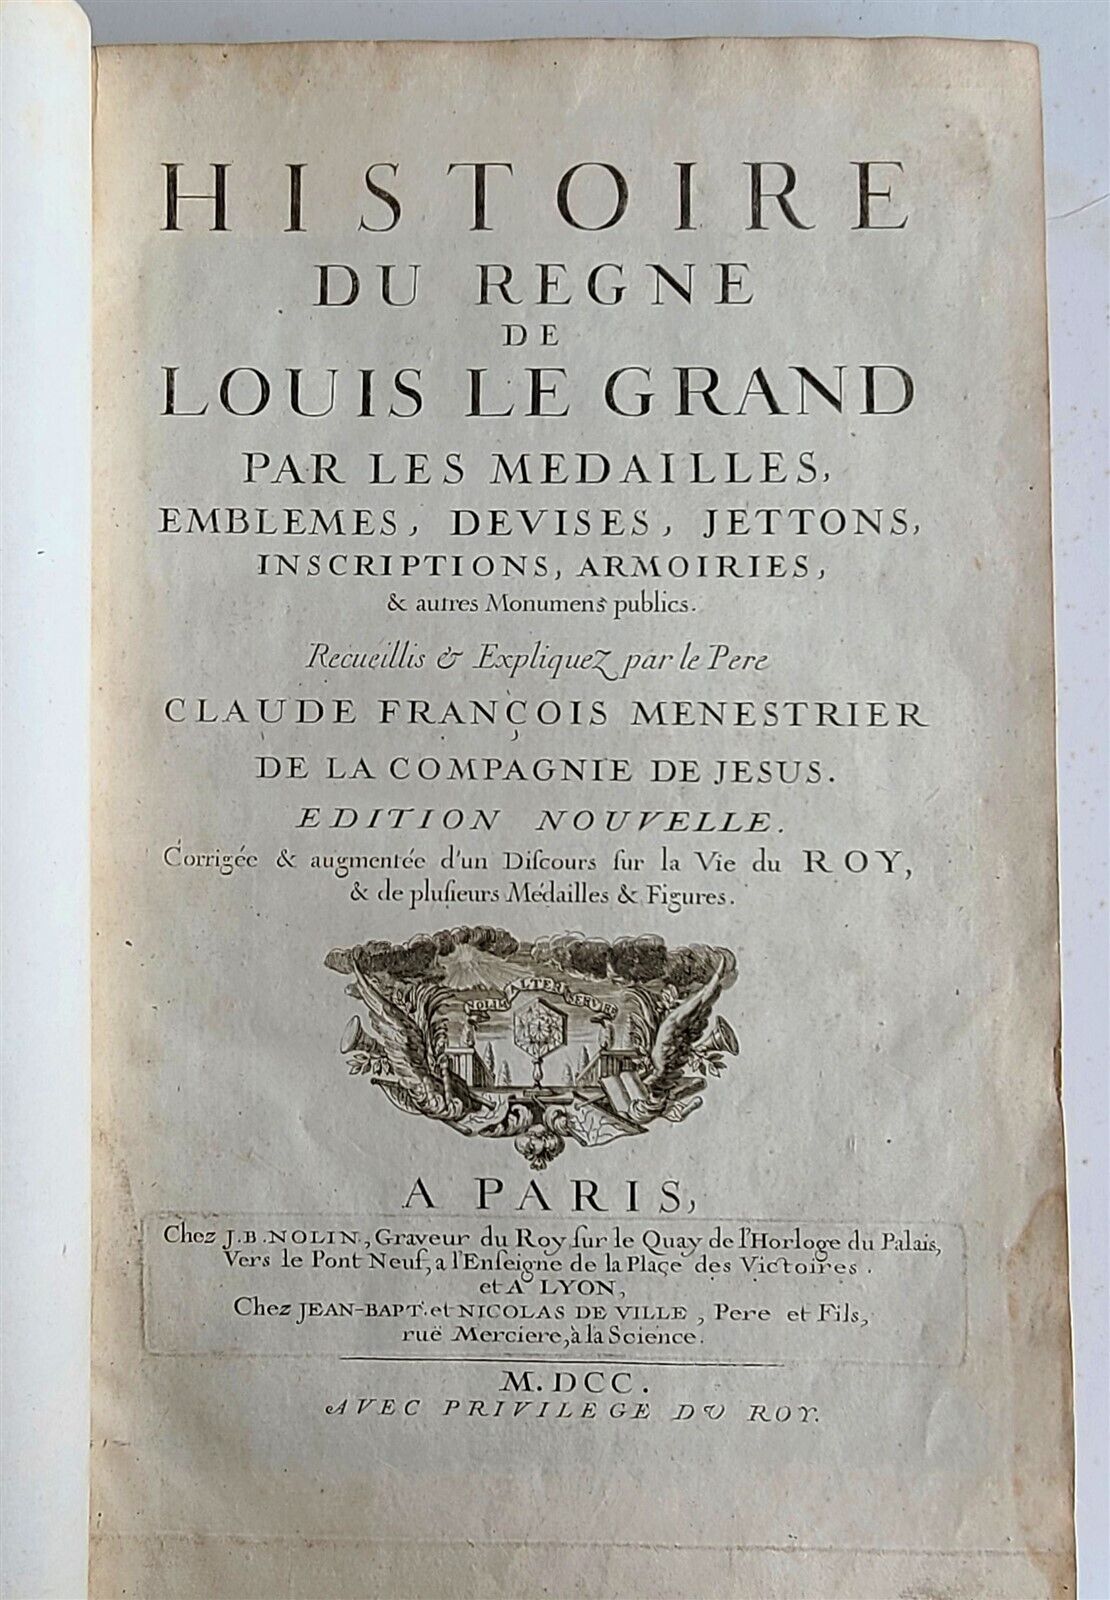 HISTOIRE
DU REGNE
DE
LOUIS LE GRAND
PAR LES MEDAILLES,
EMBLEMES, DEVISES, JETTONS,
INSCRIPTIONS, ARMOIRIES,
& autres Monumens publics.
Recueillis & Expliquez par le Pere
CLAUDE FRANÇOIS MENESTRIER
DE LA COMPAGNIE DE JESUS.
EDITION NOUVELLE.
Corrigée & augmentée d'un Diſcours ſur la Vie du ROY,
& de pluſieurs Médailles & Figures.
NOLIM ALTERI SERVIRE
A PARIS,
Chez J.B. NOLIN, Graveur du Roy ſur le Quay de l'Horloge du Palais,
Vers le Pont Neuf, a l'Enſeigne de la Plaçe des Victoires.
et A LYON,
Chez JEAN-BAPT. et NICOLAS DE VILLE, Pere et Fils,
ruë Merciere, à la Science.
M. DCC.
AVEC PRIVILEGE DU ROY.